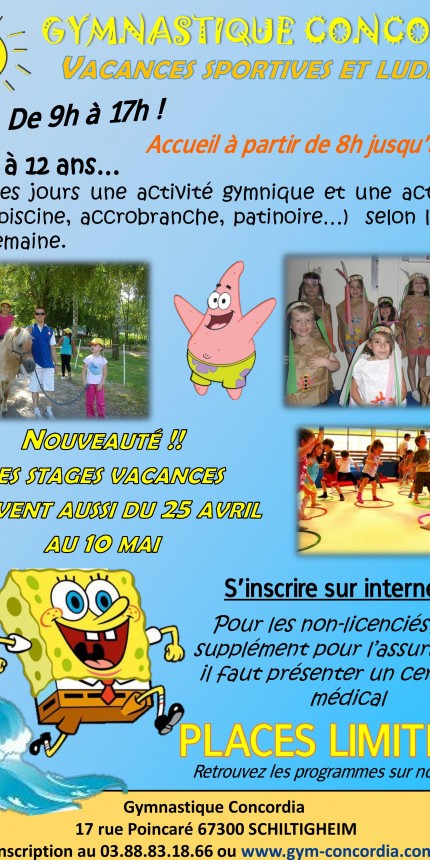 GYMNASTIQUE CONCO
VACANCES SPORTIVES ET LUD
De 9h à 17h !
Accueil à partir de 8h jusqu'
à 12 ans...
es jours une activité gymnique et une act
piscine, accrobranche, patinoire...) selon l
emaine.
NOUVEAUTÉ !!
ES STAGES VACANCES
VENT AUSSI DU 25 AVRIL
AU 10 MAI
S'inscrire sur interne
Pour les non-licenciés,
supplément pour l'assur
il faut présenter un cer
médical
PLACES LIMIT
Retrouvez les programmes sur no
Gymnastique Concordia
17 rue Poincaré 67300 SCHILTIGHEIM
nscription au 03.88.83.18.66 ou www.gym-concordia.com